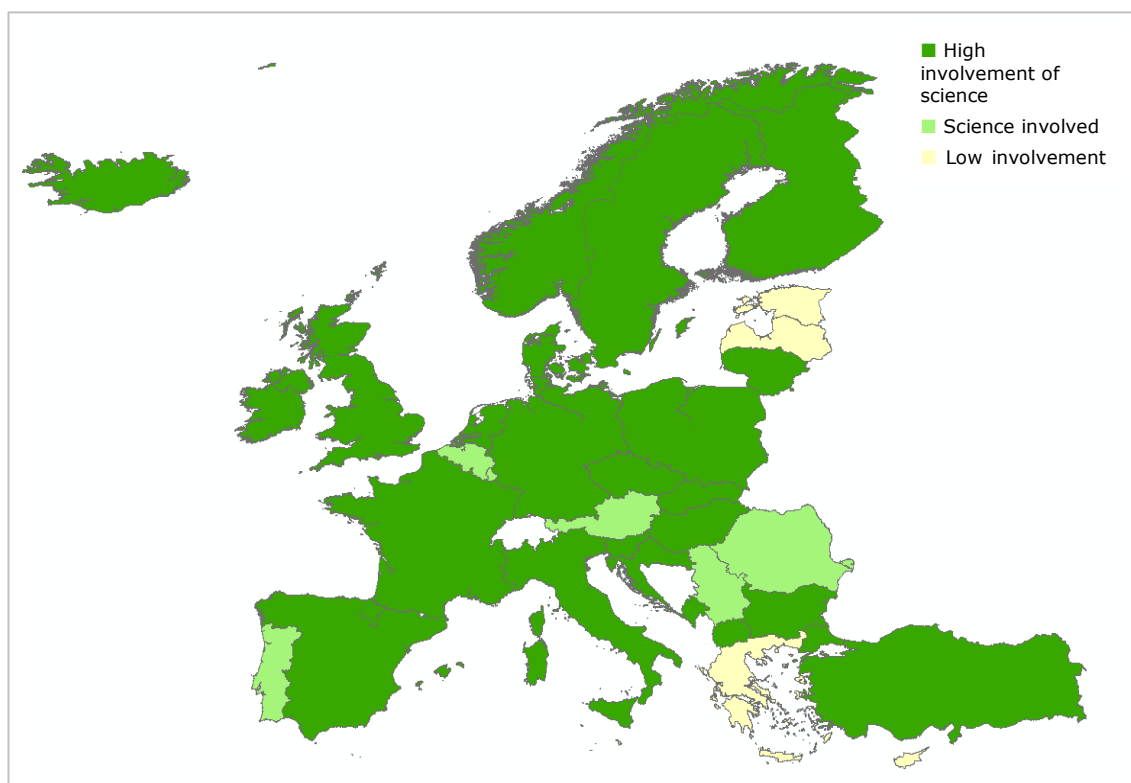 High
involvement of
science
Science involved
Low involvement